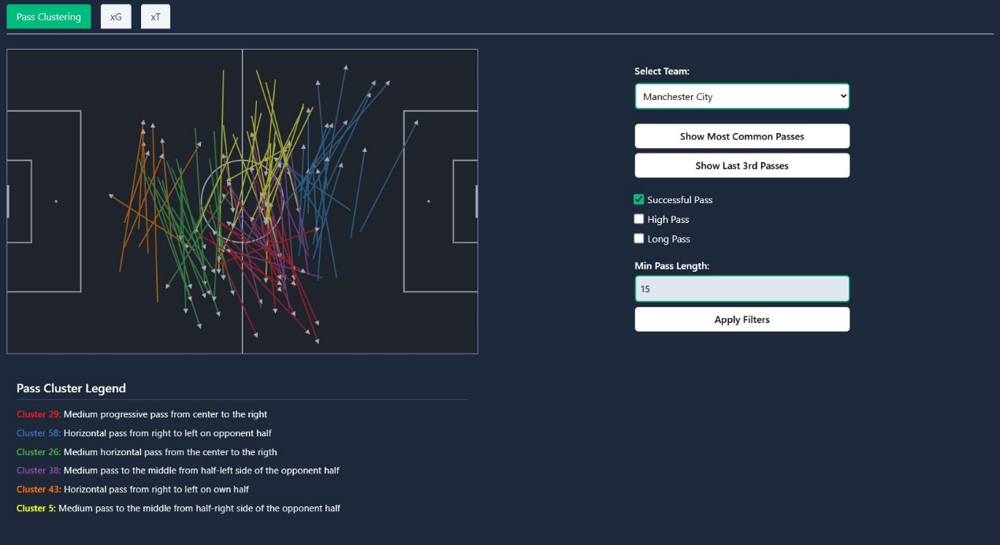 Pass Clustering
xG
xT
Select Team:
Manchester City
Show Most Common Passes
Show Last 3rd Passes
Successful Pass
High Pass
Long Pass
Min Pass Length:
15
Apply Filters
Pass Cluster Legend
Cluster 29: Medium progressive pass from center to the right
Cluster 58: Horizontal pass from right to left on opponent half
Cluster 26: Medium horizontal pass from the center to the rigth
Cluster 38: Medium pass to the middle from half-left side of the opponent half
Cluster 43: Horizontal pass from right to left on own half
Cluster 5: Medium pass to the middle from half-right side of the opponent half